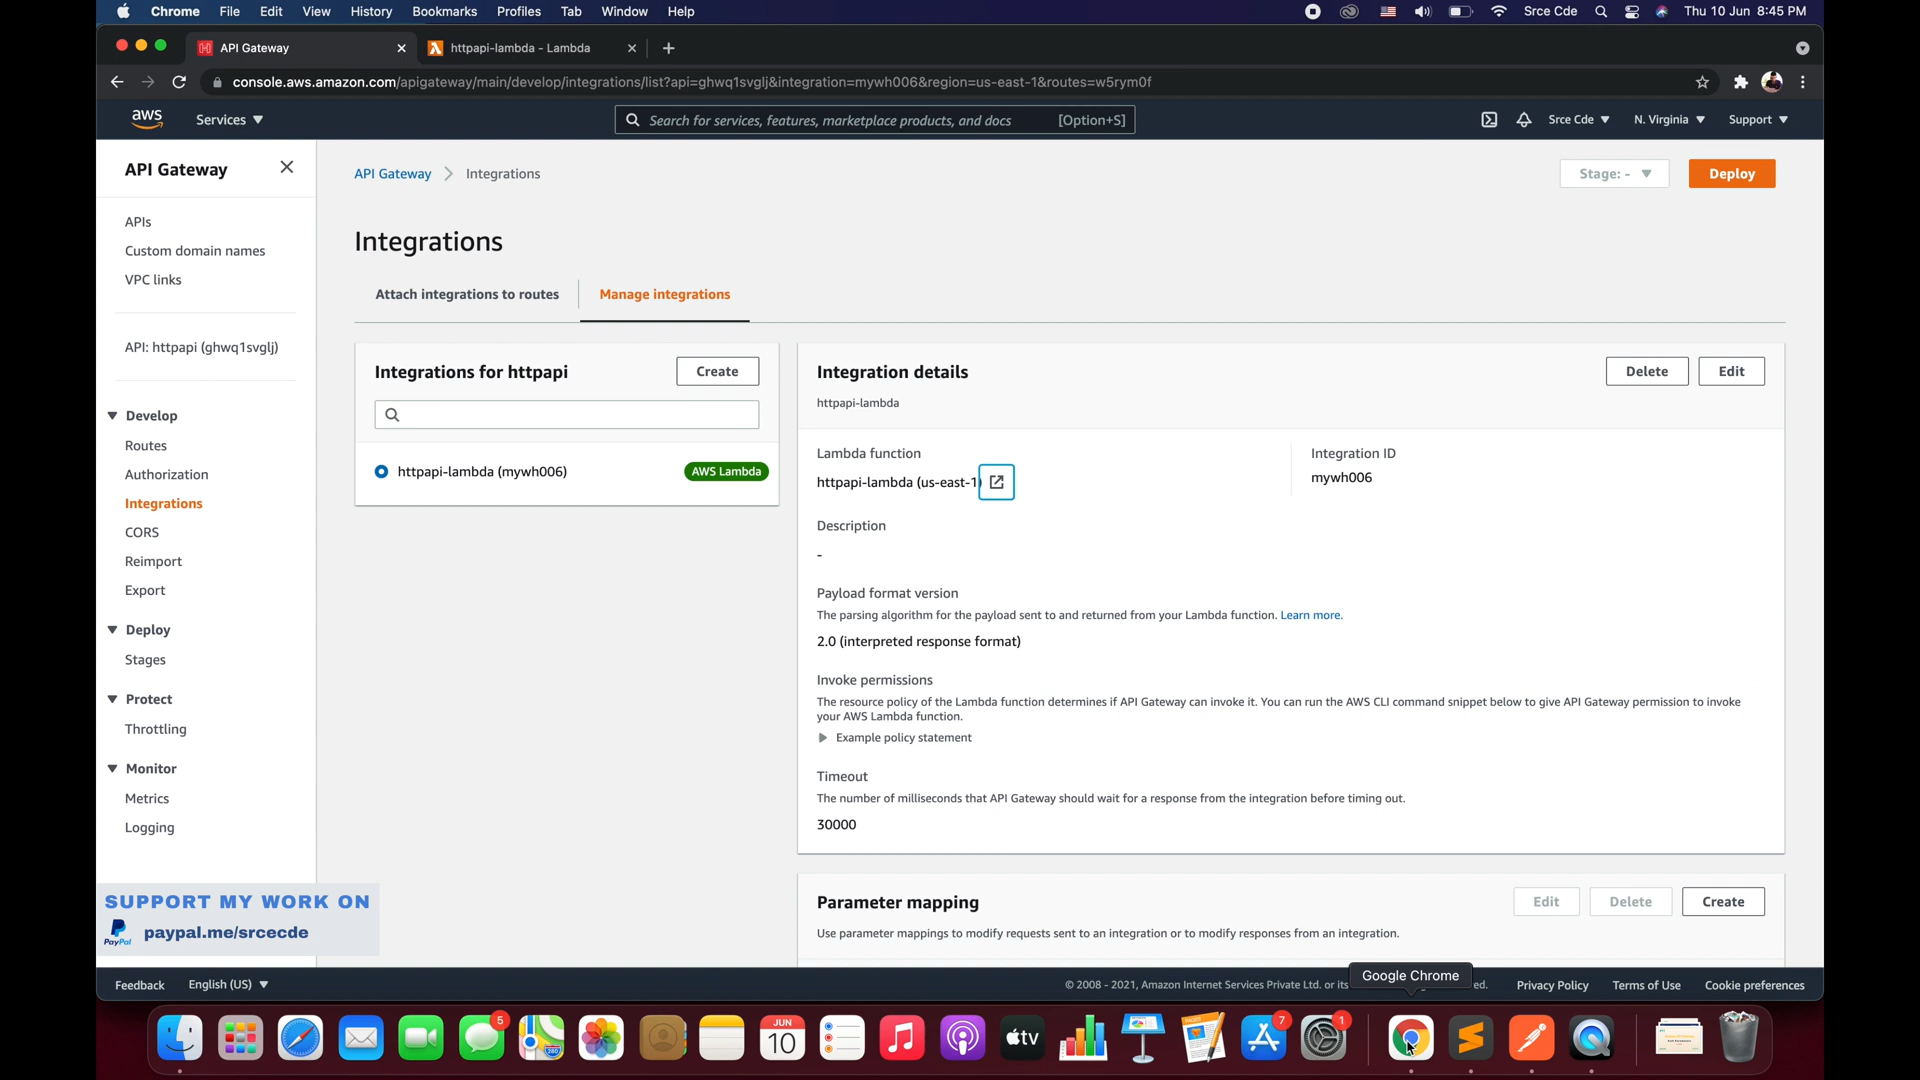 Chrome File Edit View History Bookmarks Profiles Tab Window Help Srce Cde Thu 10 Jun 8:45 PM
API Gateway httpapi-lambda - Lambda
console.aws.amazon.com/apigateway/main/develop/integrations/list?api=ghwq1svglj&integration=mywh006&region=us-east-1&routes=w5rym0f
aws Services Search for services, features, marketplace products, and docs [Option+S] Srce Cde N. Virginia Support
API Gateway
APIs
Custom domain names
VPC links
API: httpapi (ghwq1svglj)
Develop
Routes
Authorization
Integrations
CORS
Reimport
Export
Deploy
Stages
Protect
Throttling
Monitor
Metrics
Logging
API Gateway Integrations
Stage: - Deploy
Integrations
Attach integrations to routes Manage integrations
Integrations for httpapi Create
httpapi-lambda (mywh006) AWS Lambda
Integration details Delete Edit
httpapi-lambda
Lambda function
httpapi-lambda (us-east-1)
Integration ID
mywh006
Description
-
Payload format version
The parsing algorithm for the payload sent to and returned from your Lambda function. Learn more.
2.0 (interpreted response format)
Invoke permissions
The resource policy of the Lambda function determines if API Gateway can invoke it. You can run the AWS CLI command snippet below to give API Gateway permission to invoke
your AWS Lambda function.
Example policy statement
Timeout
The number of milliseconds that API Gateway should wait for a response from the integration before timing out.
30000
Parameter mapping Edit Delete Create
Use parameter mappings to modify requests sent to an integration or to modify responses from an integration.
SUPPORT MY WORK ON
PayPal paypal.me/srcecde
Feedback English (US) © 2008 - 2021, Amazon Internet Services Private Ltd. or its Privacy Policy Terms of Use Cookie preferences
Google Chrome
5 280 JUN 10 tv 7 1